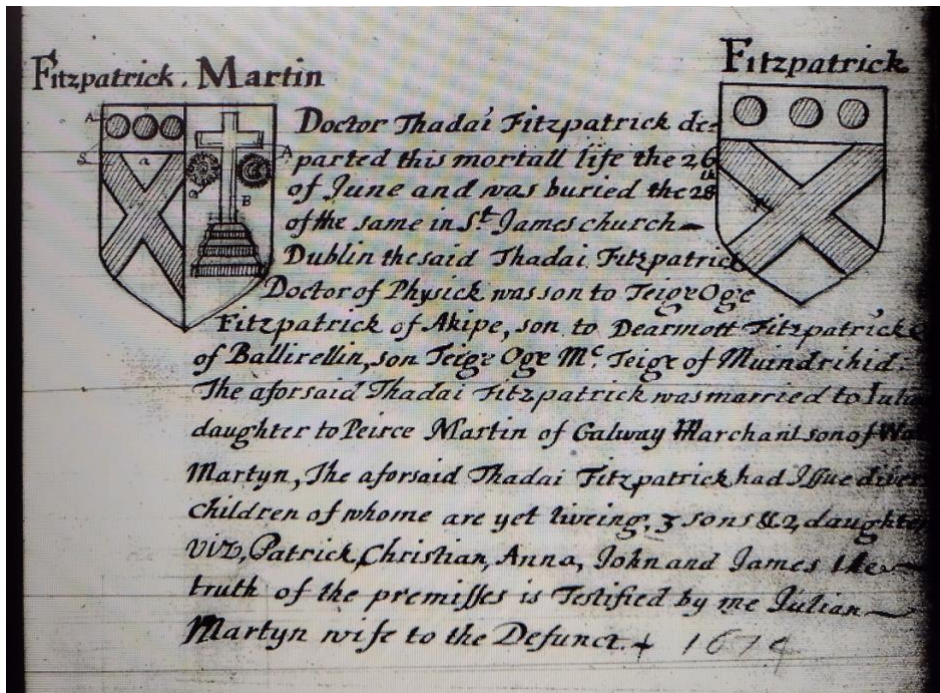 Fitzpatrick. Martin
Fitzpatrick
A
S
a
A
B
Doctor Thadai Fitzpatrick de=
parted this mortall life the 26
of June and was buried the 28th
of the same in St. James church
Dublin the said Thadai Fitzpatrick
Doctor of Physick was son to Teige Oge
Fitzpatrick of Akipe, son to Dearmott Fitzpatricke
of Ballirellin, son Teige Oge Mc. Teige of Muindrihid.
The aforsaid Thadai Fitzpatrick was married to
daughter to Peirce Martin of Galway Marchant son of
Martyn, The aforsaid Thadai Fitzpatrick had Issue
Children of whome are yet liveing, 3 sons & 2 daughter
viz, Patrick, Christian, Anna, John and James the
truth of the premisses is Testified by me Julian
Martyn wife to the Defunct. + 1674